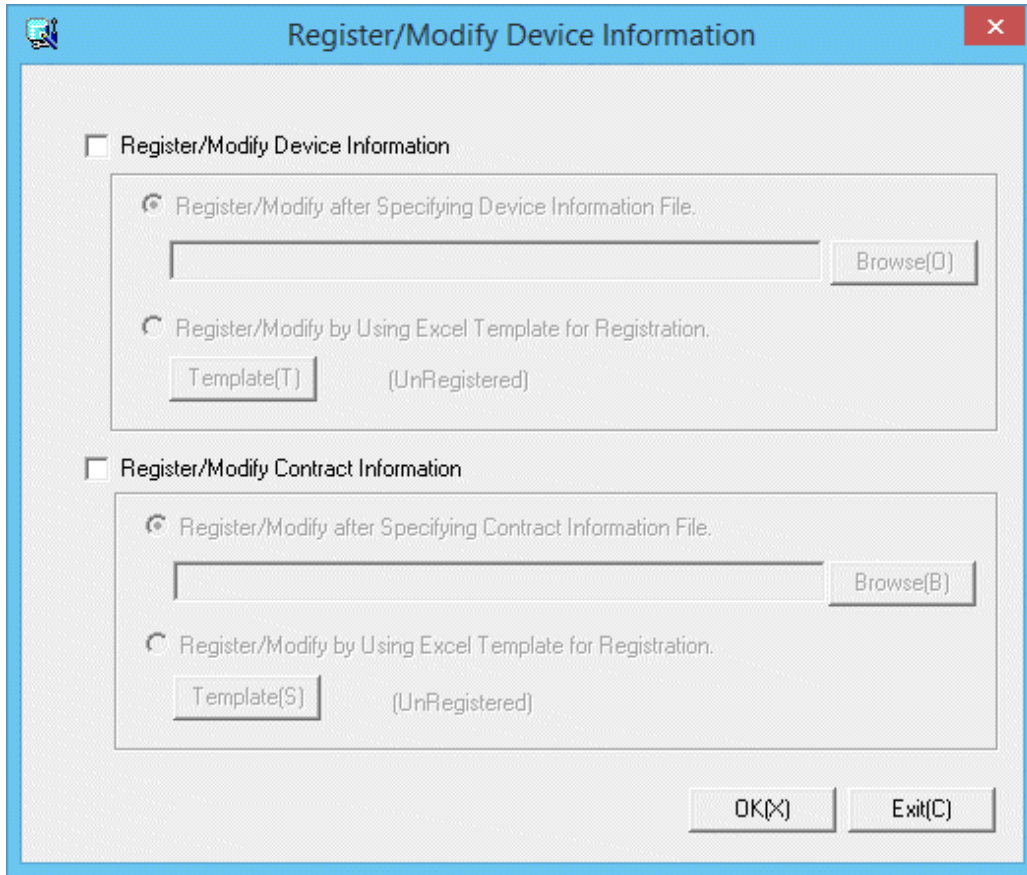 Register/Modify Device Information
Register/Modify Device Information
Register/Modify after Specifying Device Information File.
Browse(O)
Register/Modify by Using Excel Template for Registration.
Template(T) (UnRegistered)
Register/Modify Contract Information
Register/Modify after Specifying Contract Information File.
Browse(B)
Register/Modify by Using Excel Template for Registration.
Template(S) (UnRegistered)
OK(X) Exit(C)